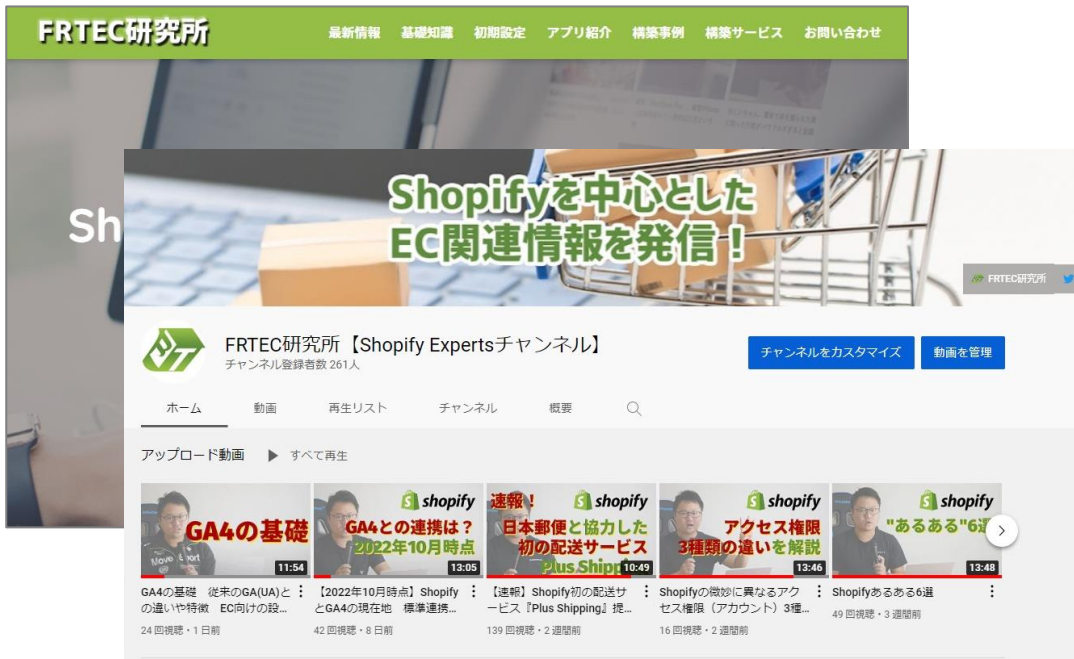 FRTEC研究所
最新情報 基礎知識 初期設定 アプリ紹介 構築事例 構築サービス お問い合わせ
Sh
Shopifyを中心とした
EC関連情報を発信！
FRTEC研究所
FRTEC研究所【Shopify Expertsチャンネル】
チャンネル登録者数 261人
チャンネルをカスタマイズ
動画を管理
ホーム 動画 再生リスト チャンネル 概要
アップロード動画 ▶ すべて再生
GA4の基礎
11:54
GA4の基礎 従来のGA(UA)と
の違いや特徴 EC向けの設...
24 回視聴・1 日前
shopify
GA4との連携は？
2022年10月時点
13:05
【2022年10月時点】Shopify
とGA4の現在地 標準連携...
42 回視聴・8 日前
速報！
shopify
日本郵便と協力した
初の配送サービス
Plus Shipp
10:49
【速報】Shopify初の配送サ
ービス『Plus Shipping』提...
139 回視聴・2 週間前
shopify
アクセス権限
3種類の違いを解説
13:46
Shopifyの微妙に異なるアク
セス権限（アカウント）3種...
16 回視聴・2 週間前
shopify
"あるある"6選
13:48
Shopifyあるある6選
49 回視聴・3 週間前